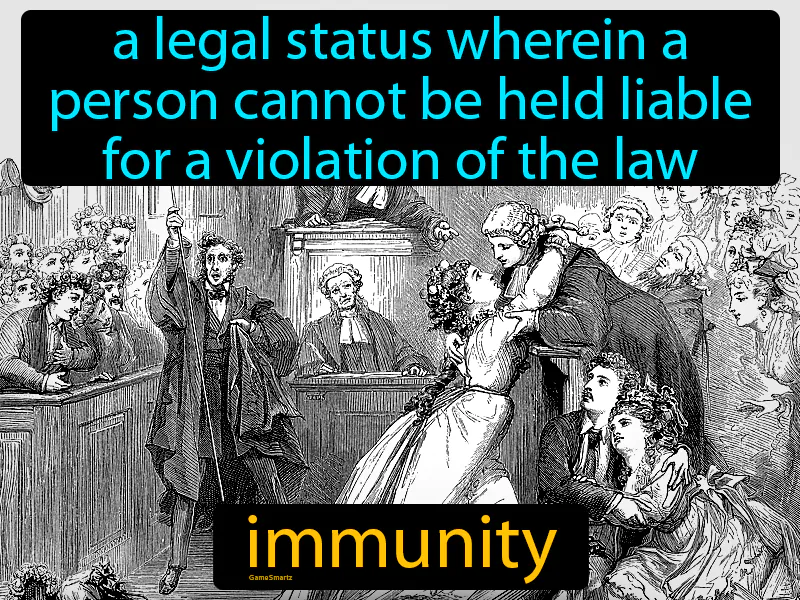 a legal status wherein a
person cannot be held liable
for a violation of the law
immunity
GameSmartz